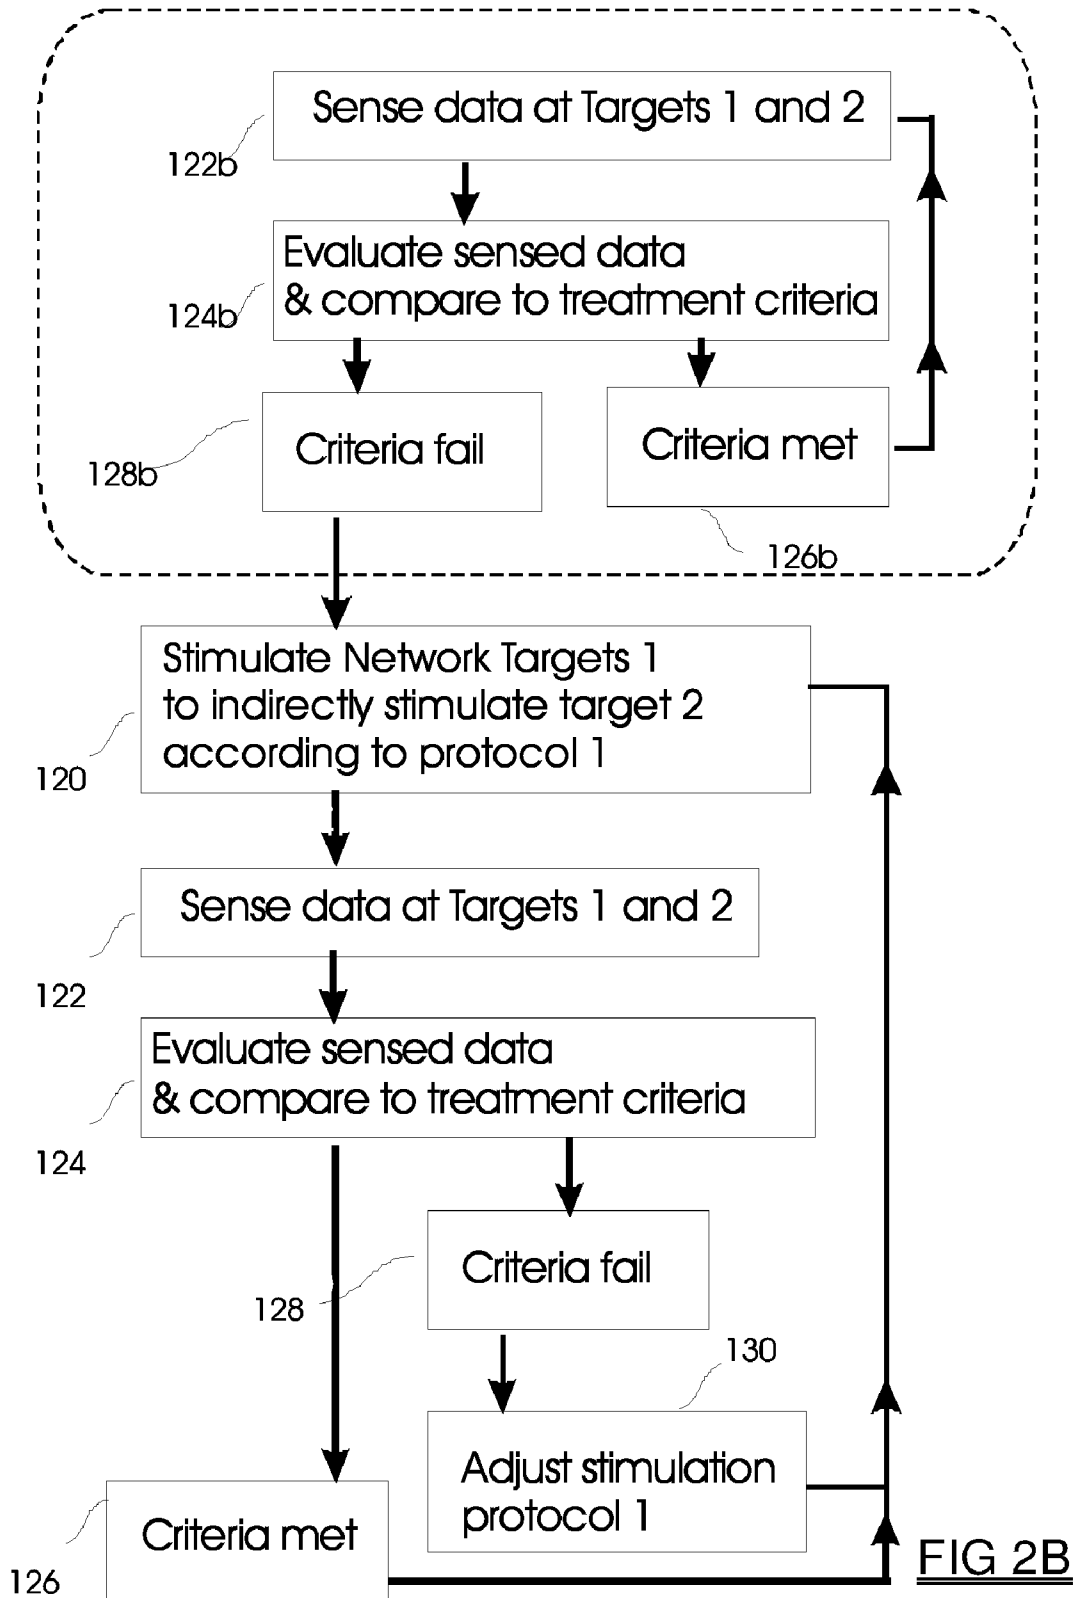 Sense data at Targets 1 and 2
122b
Evaluate sensed data
& compare to treatment criteria
124b
Criteria fail
Criteria met
128b
126b
Stimulate Network Targets 1
to indirectly stimulate target 2
according to protocol 1
120
Sense data at Targets 1 and 2
122
Evaluate sensed data
& compare to treatment criteria
124
Criteria fail
128
130
Adjust stimulation
protocol 1
Criteria met
126
FIG 2B